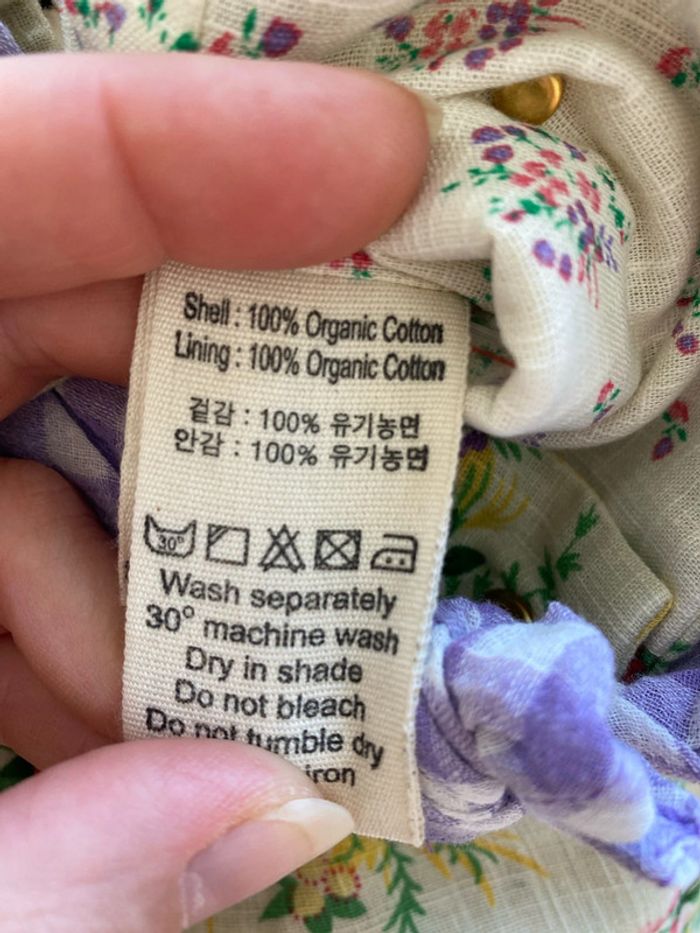 Shell : 100% Organic Cotton
Lining : 100% Organic Cotton
겉감 : 100% 유기농면
안감 : 100% 유기농면
30°
Wash separately
30° machine wash
Dry in shade
Do not bleach
Do not tumble dry
iron